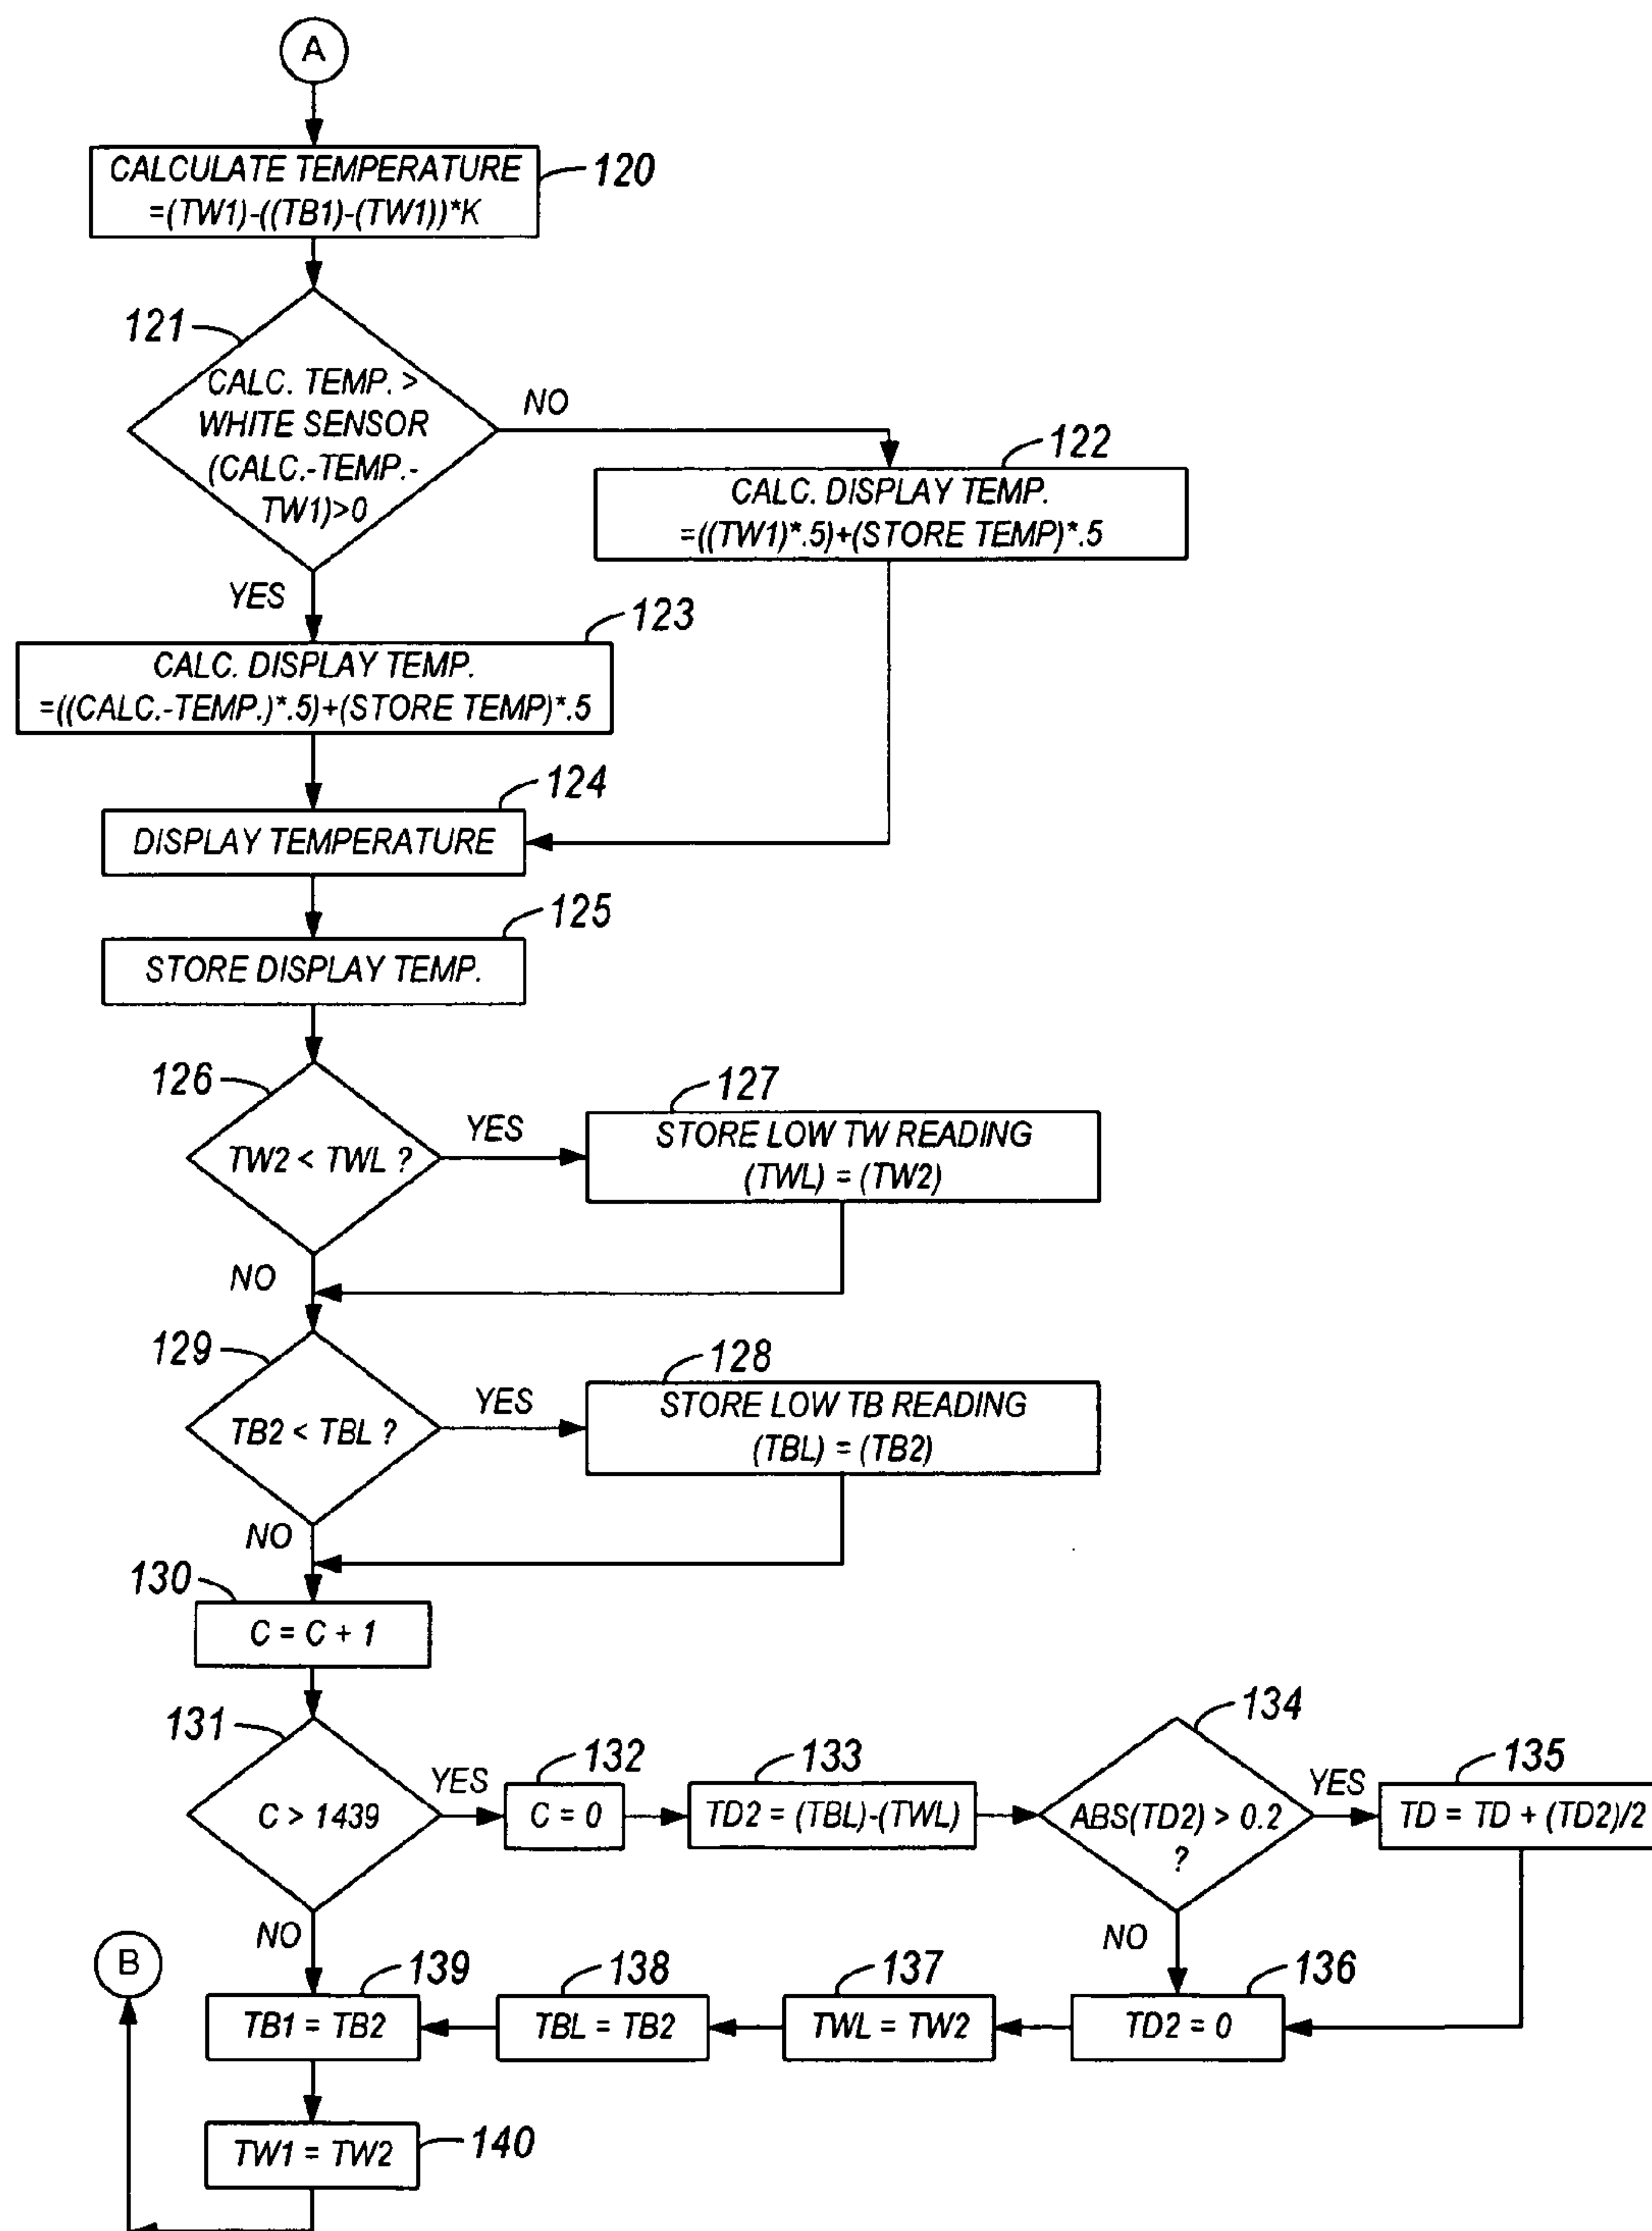 A
CALCULATE TEMPERATURE
=(TW1)-((TB1)-(TW1))*K
120
121
CALC. TEMP. >
WHITE SENSOR
(CALC.-TEMP.-
TW1)>0
NO
122
CALC. DISPLAY TEMP.
=((TW1)*.5)+(STORE TEMP)*.5
YES
123
CALC. DISPLAY TEMP.
=((CALC.-TEMP.)*.5)+(STORE TEMP)*.5
124
DISPLAY TEMPERATURE
125
STORE DISPLAY TEMP.
126
TW2 < TWL ?
YES
127
STORE LOW TW READING
(TWL) = (TW2)
NO
129
TB2 < TBL ?
YES
128
STORE LOW TB READING
(TBL) = (TB2)
NO
130
C = C + 1
131
C > 1439
YES
132
C = 0
133
TD2 = (TBL)-(TWL)
134
ABS(TD2) > 0.2
?
YES
135
TD = TD + (TD2)/2
NO
NO
B
139
TB1 = TB2
138
TBL = TB2
137
TWL = TW2
136
TD2 = 0
TW1 = TW2
140